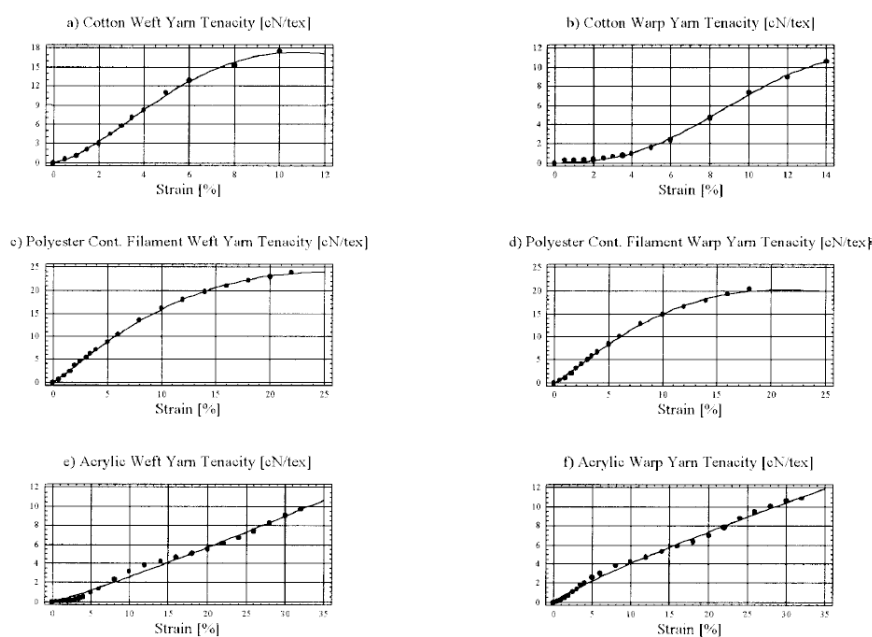 a) Cotton Weft Yarn Tenacity [cN/tex]
18
15
12
9
6
3
0
0 2 4 6 8 10 12
Strain [%]
b) Cotton Warp Yarn Tenacity [cN/tex]
12
10
8
6
4
2
0
0 2 4 6 8 10 12 14
Strain [%]
c) Polyester Cont. Filament Weft Yarn Tenacity [cN/tex]
25
20
15
10
5
0
0 5 10 15 20 25
Strain [%]
d) Polyester Cont. Filament Warp Yarn Tenacity [cN/tex]
25
20
15
10
5
0
0 5 10 15 20 25
Strain [%]
e) Acrylic Weft Yarn Tenacity [cN/tex]
12
10
8
6
4
2
0
0 5 10 15 20 25 30 35
Strain [%]
f) Acrylic Warp Yarn Tenacity [cN/tex]
12
10
8
6
4
2
0
0 5 10 15 20 25 30 35
Strain [%]